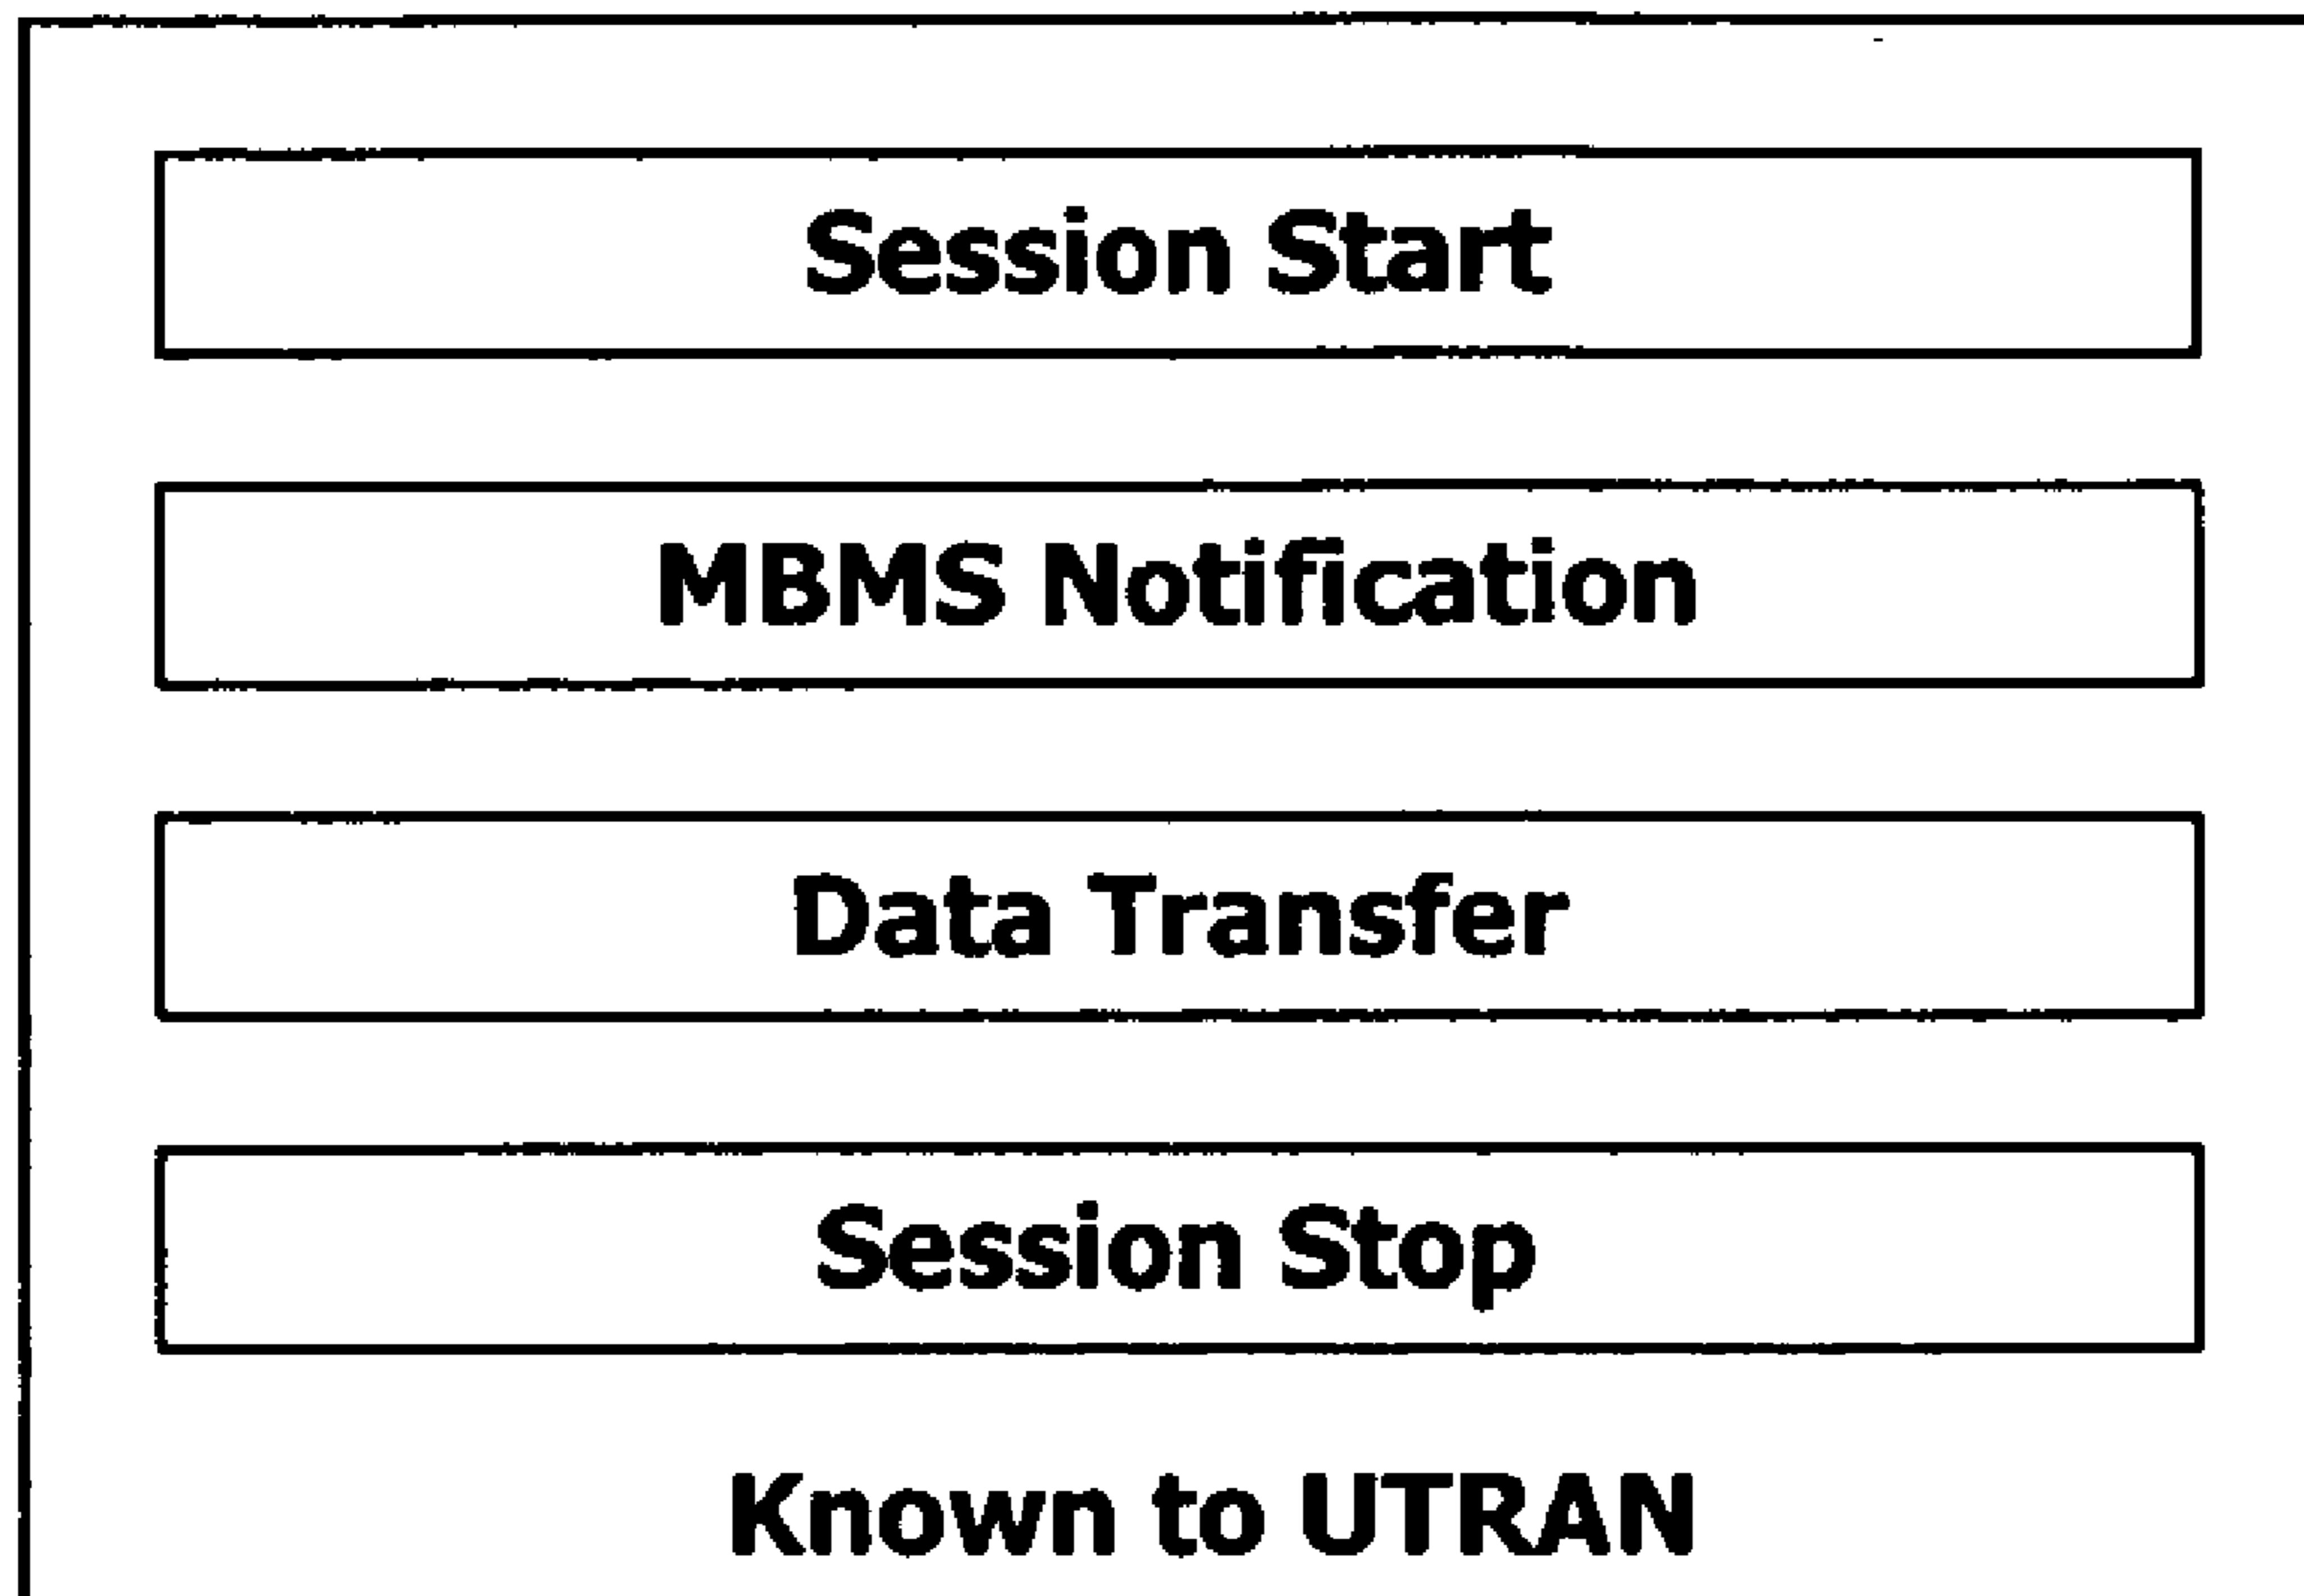 Session Start
MBMS Notification
Data Transfer
Session Stop
Known to UTRAN